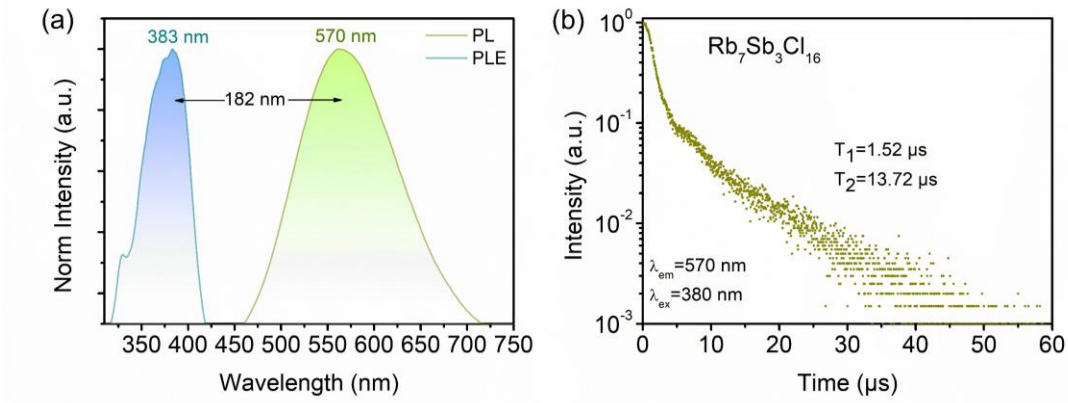 (a)
383 nm
570 nm
PL
PLE
182 nm
Norm Intensity (a.u.)
350 400 450 500 550 600 650 700 750
Wavelength (nm)
(b)
10⁰
10⁻¹
10⁻²
10⁻³
Intensity (a.u.)
Rb₇Sb₃Cl₁₆
T₁=1.52 μs
T₂=13.72 μs
λₑₘ=570 nm
λₑₓ=380 nm
0 10 20 30 40 50 60
Time (μs)